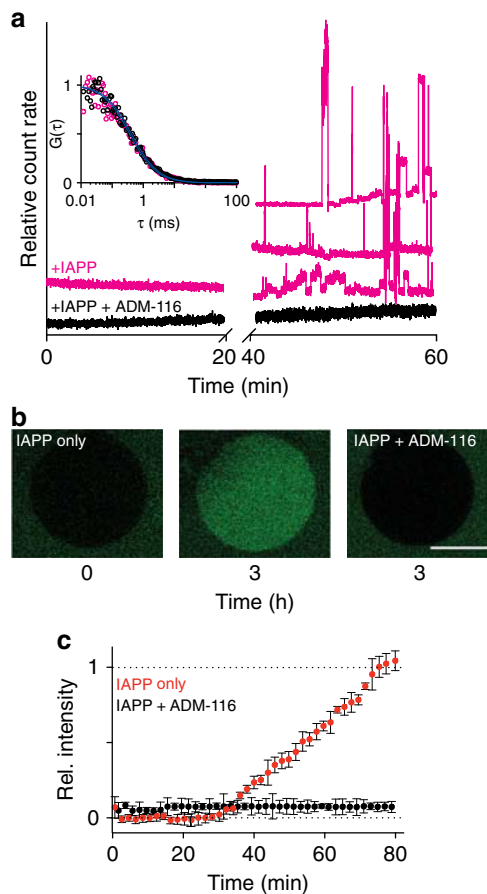 a
Relative count rate
1
G(τ)
0
0.01 1 100
τ (ms)
+IAPP
+IAPP + ADM-116
0 20 40 60
Time (min)
b
IAPP only
IAPP + ADM-116
0 3 3
Time (h)
c
IAPP only
IAPP + ADM-116
Rel. intensity
1
0
0 20 40 60 80
Time (min)